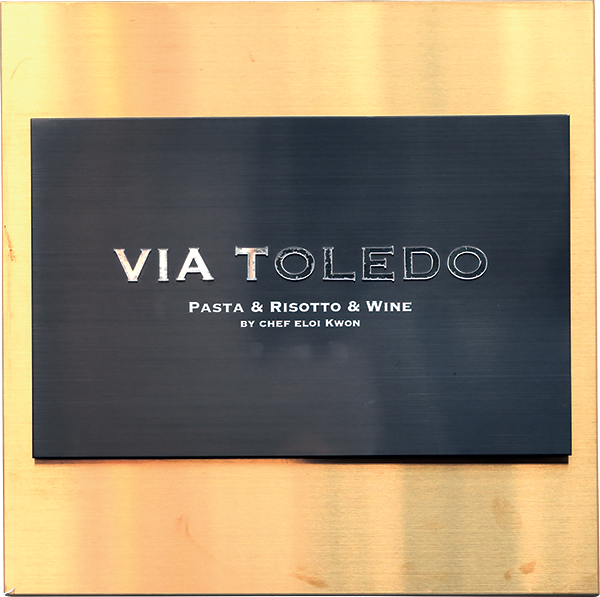 VIA TOLEDO
PASTA & RISOTTO & WINE
BY CHEF ELOI KWON